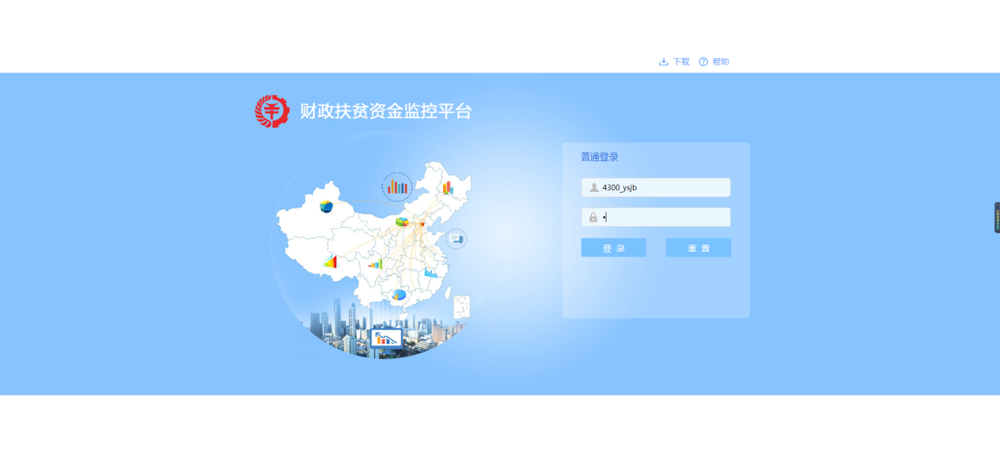 下载 帮助
财政扶贫资金监控平台
普通登录
4300_ysjb
•
登 录 重 置